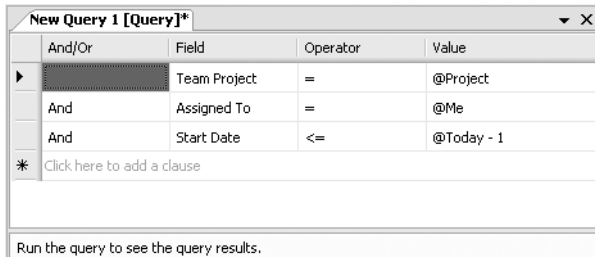 New Query 1 [Query]*
And/Or Field Operator Value
Team Project = @Project
And Assigned To = @Me
And Start Date <= @Today - 1
Click here to add a clause
Run the query to see the query results.